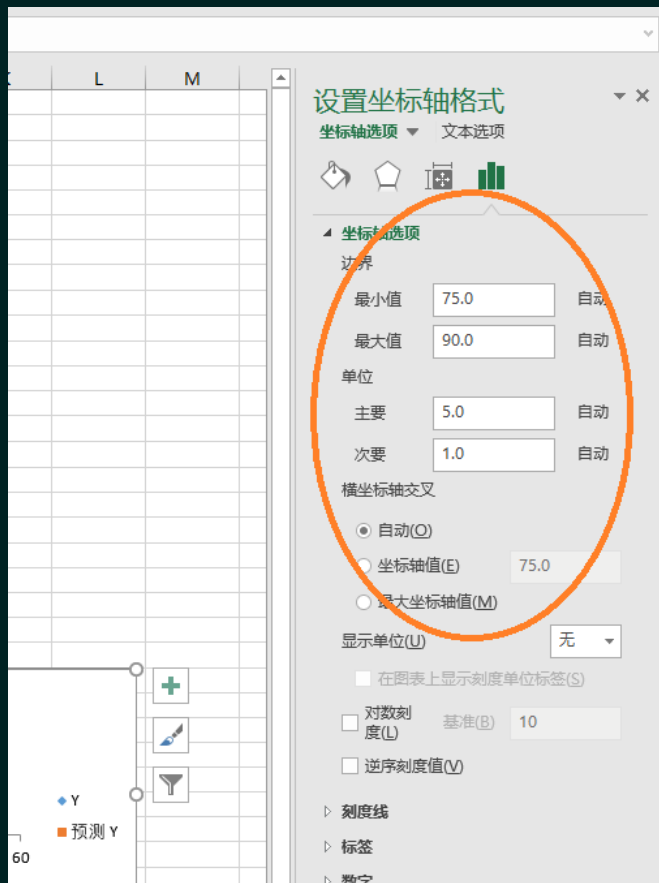 L M
设置坐标轴格式
坐标轴选项 文本选项
坐标轴选项
边界
最小值 75.0 自动
最大值 90.0 自动
单位
主要 5.0 自动
次要 1.0 自动
横坐标轴交叉
自动(O)
坐标轴值(E) 75.0
最大坐标轴值(M)
显示单位(U) 无
在图表上显示刻度单位标签(S)
对数刻
度(L) 基准(B) 10
逆序刻度值(V)
Y
刻度线
预测 Y
标签
60
数字